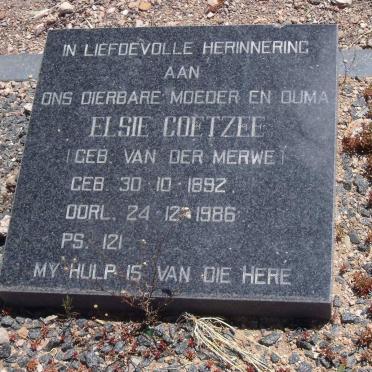 IN LIEFDEVOLLE HERINNERING
AAN
ONS DIERBARE MOEDER EN OUMA
ELSIE COETZEE
(GEB. VAN DER MERWE)
GEB. 30-10-1892.
OORL. 24-12-1986
PS. 121
MY HULP IS VAN DIE HERE